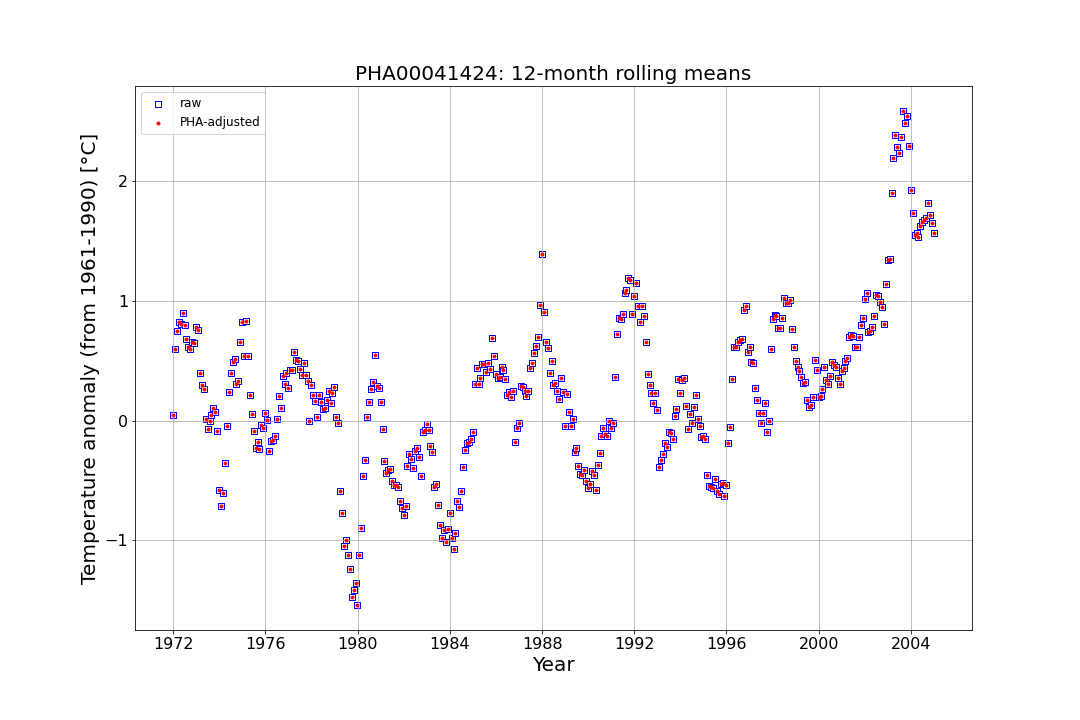 PHA00041424: 12-month rolling means
raw
PHA-adjusted
Temperature anomaly (from 1961-1990) [°C]
2
1
0
−1
1972 1976 1980 1984 1988 1992 1996 2000 2004
Year